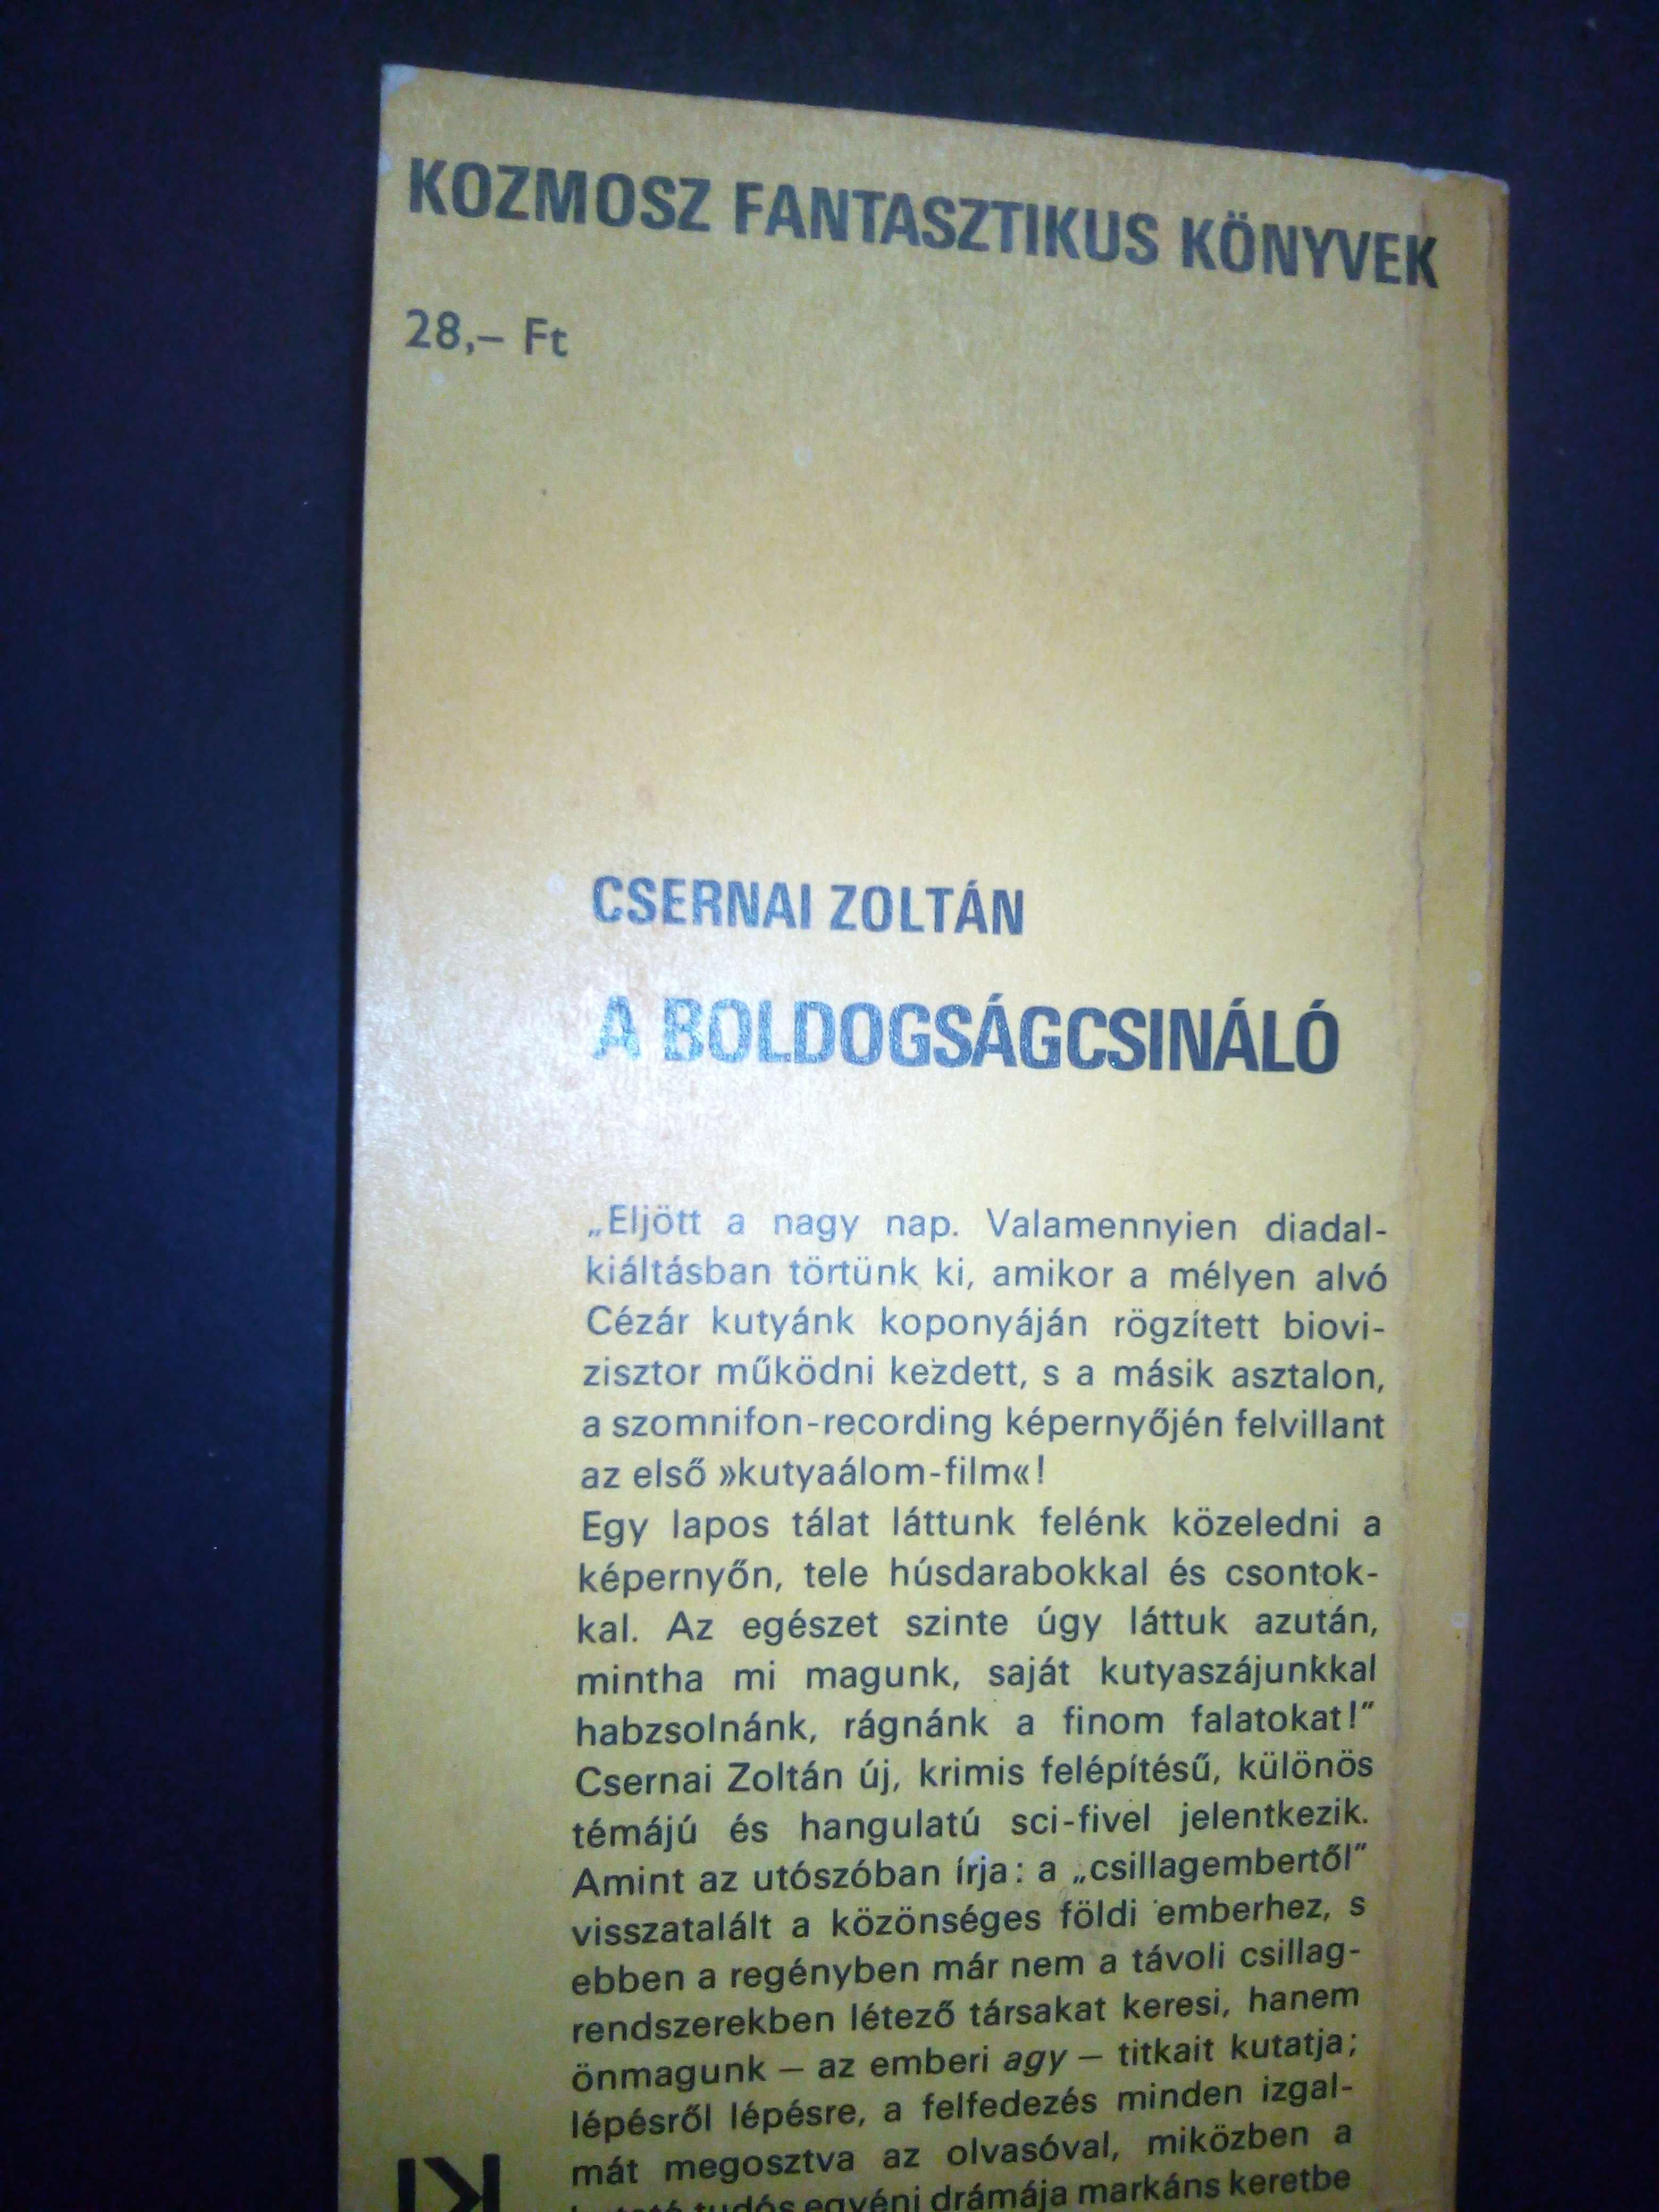 KOZMOSZ FANTASZTIKUS KÖNYVEK
28,– Ft
CSERNAI ZOLTÁN
A BOLDOGSÁGCSINÁLÓ
„Eljött a nagy nap. Valamennyien diadal-
kiáltásban törtünk ki, amikor a mélyen alvó
Cézár kutyánk koponyáján rögzített biovi-
zisztor működni kezdett, s a másik asztalon,
a szomnifon-recording képernyőjén felvillant
az első »kutyaálom-film«!
Egy lapos tálat láttunk felénk közeledni a
képernyőn, tele húsdarabokkal és csontok-
kal. Az egészet szinte úgy láttuk azután,
mintha mi magunk, saját kutyaszájunkkal
habzsolnánk, rágnánk a finom falatokat!”
Csernai Zoltán új, krimis felépítésű, különös
témájú és hangulatú sci-fivel jelentkezik.
Amint az utószóban írja: a „csillagembertől”
visszatalált a közönséges földi emberhez, s
ebben a regényben már nem a távoli csillag-
rendszerekben létező társakat keresi, hanem
önmagunk – az emberi agy – titkait kutatja;
lépésről lépésre, a felfedezés minden izgal-
mát megosztva az olvasóval, miközben a
tudós egyéni drámája markáns keretbe